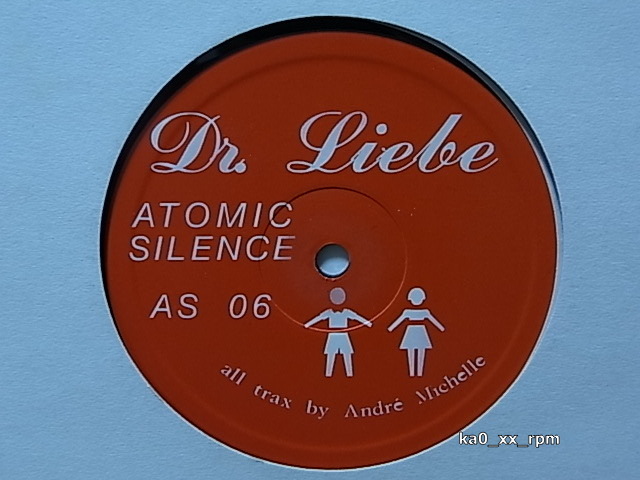 Dr. Liebe
ATOMIC
SILENCE
AS 06
all trax by André Michelle
ka0_xx_rpm